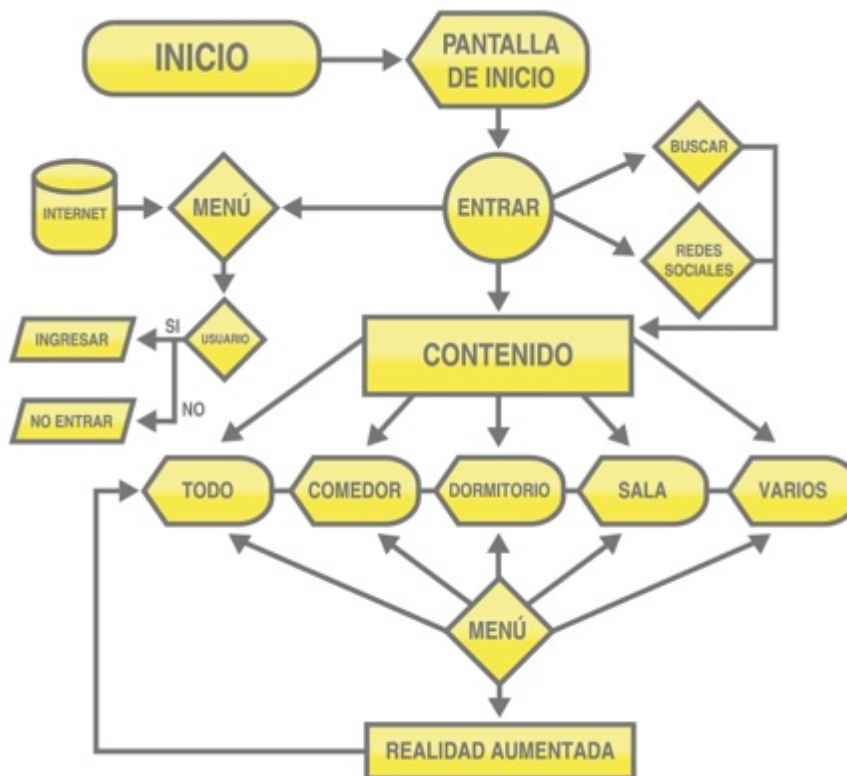 INICIO
PANTALLA
DE INICIO
BUSCAR
INTERNET
MENÚ
ENTRAR
REDES
SOCIALES
SI
INGRESAR
USUARIO
CONTENIDO
NO
NO ENTRAR
TODO
COMEDOR
DORMITORIO
SALA
VARIOS
MENÚ
REALIDAD AUMENTADA